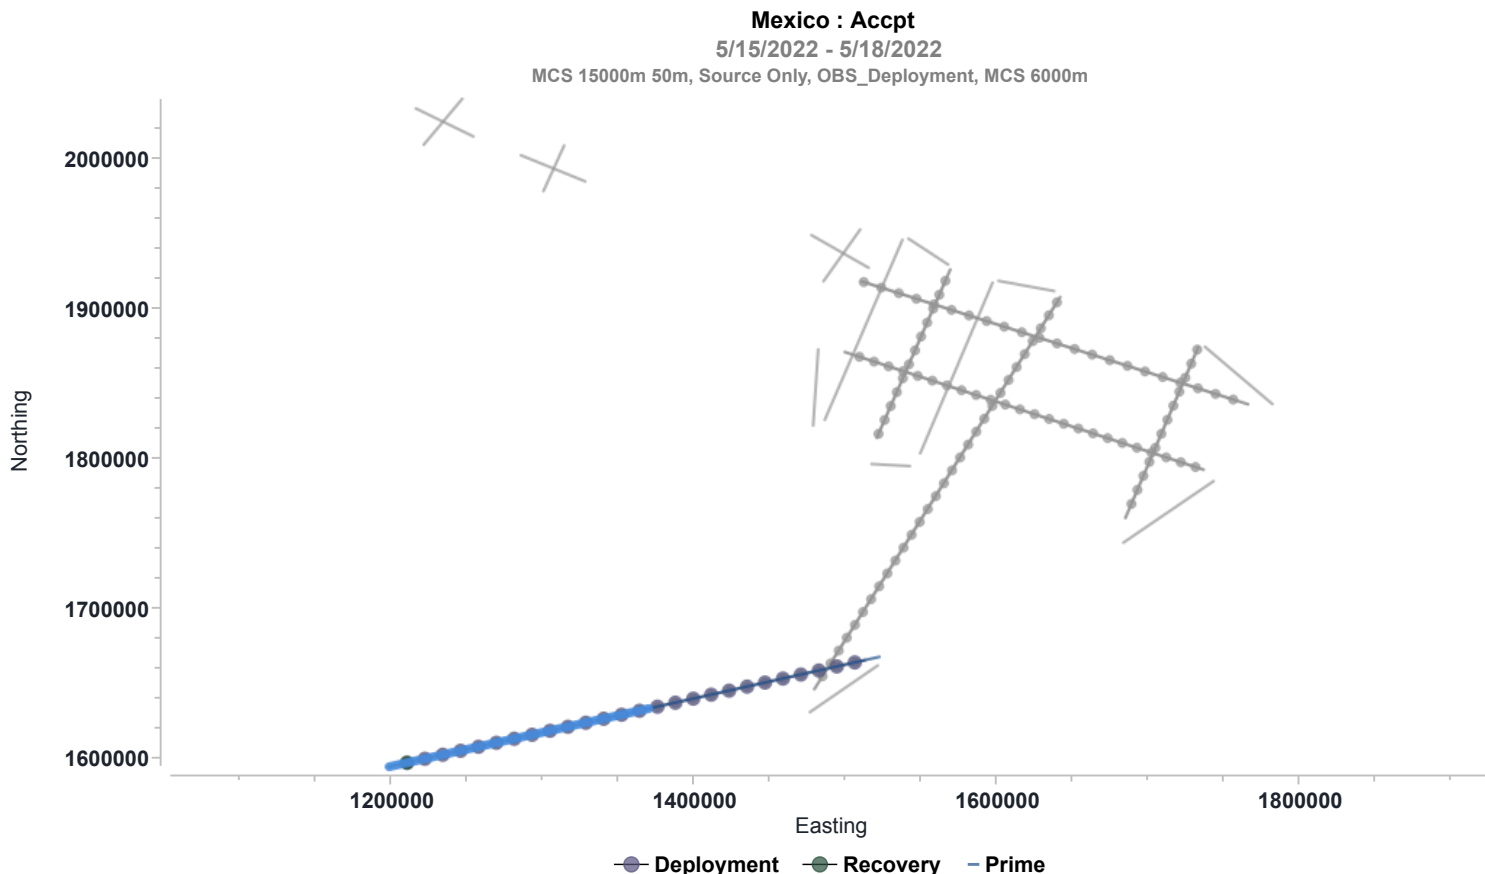 Mexico : Accpt
5/15/2022 - 5/18/2022
MCS 15000m 50m, Source Only, OBS_Deployment, MCS 6000m
2000000
1900000
1800000
1700000
1600000
Northing
1200000 1400000 1600000 1800000
Easting
Deployment Recovery Prime